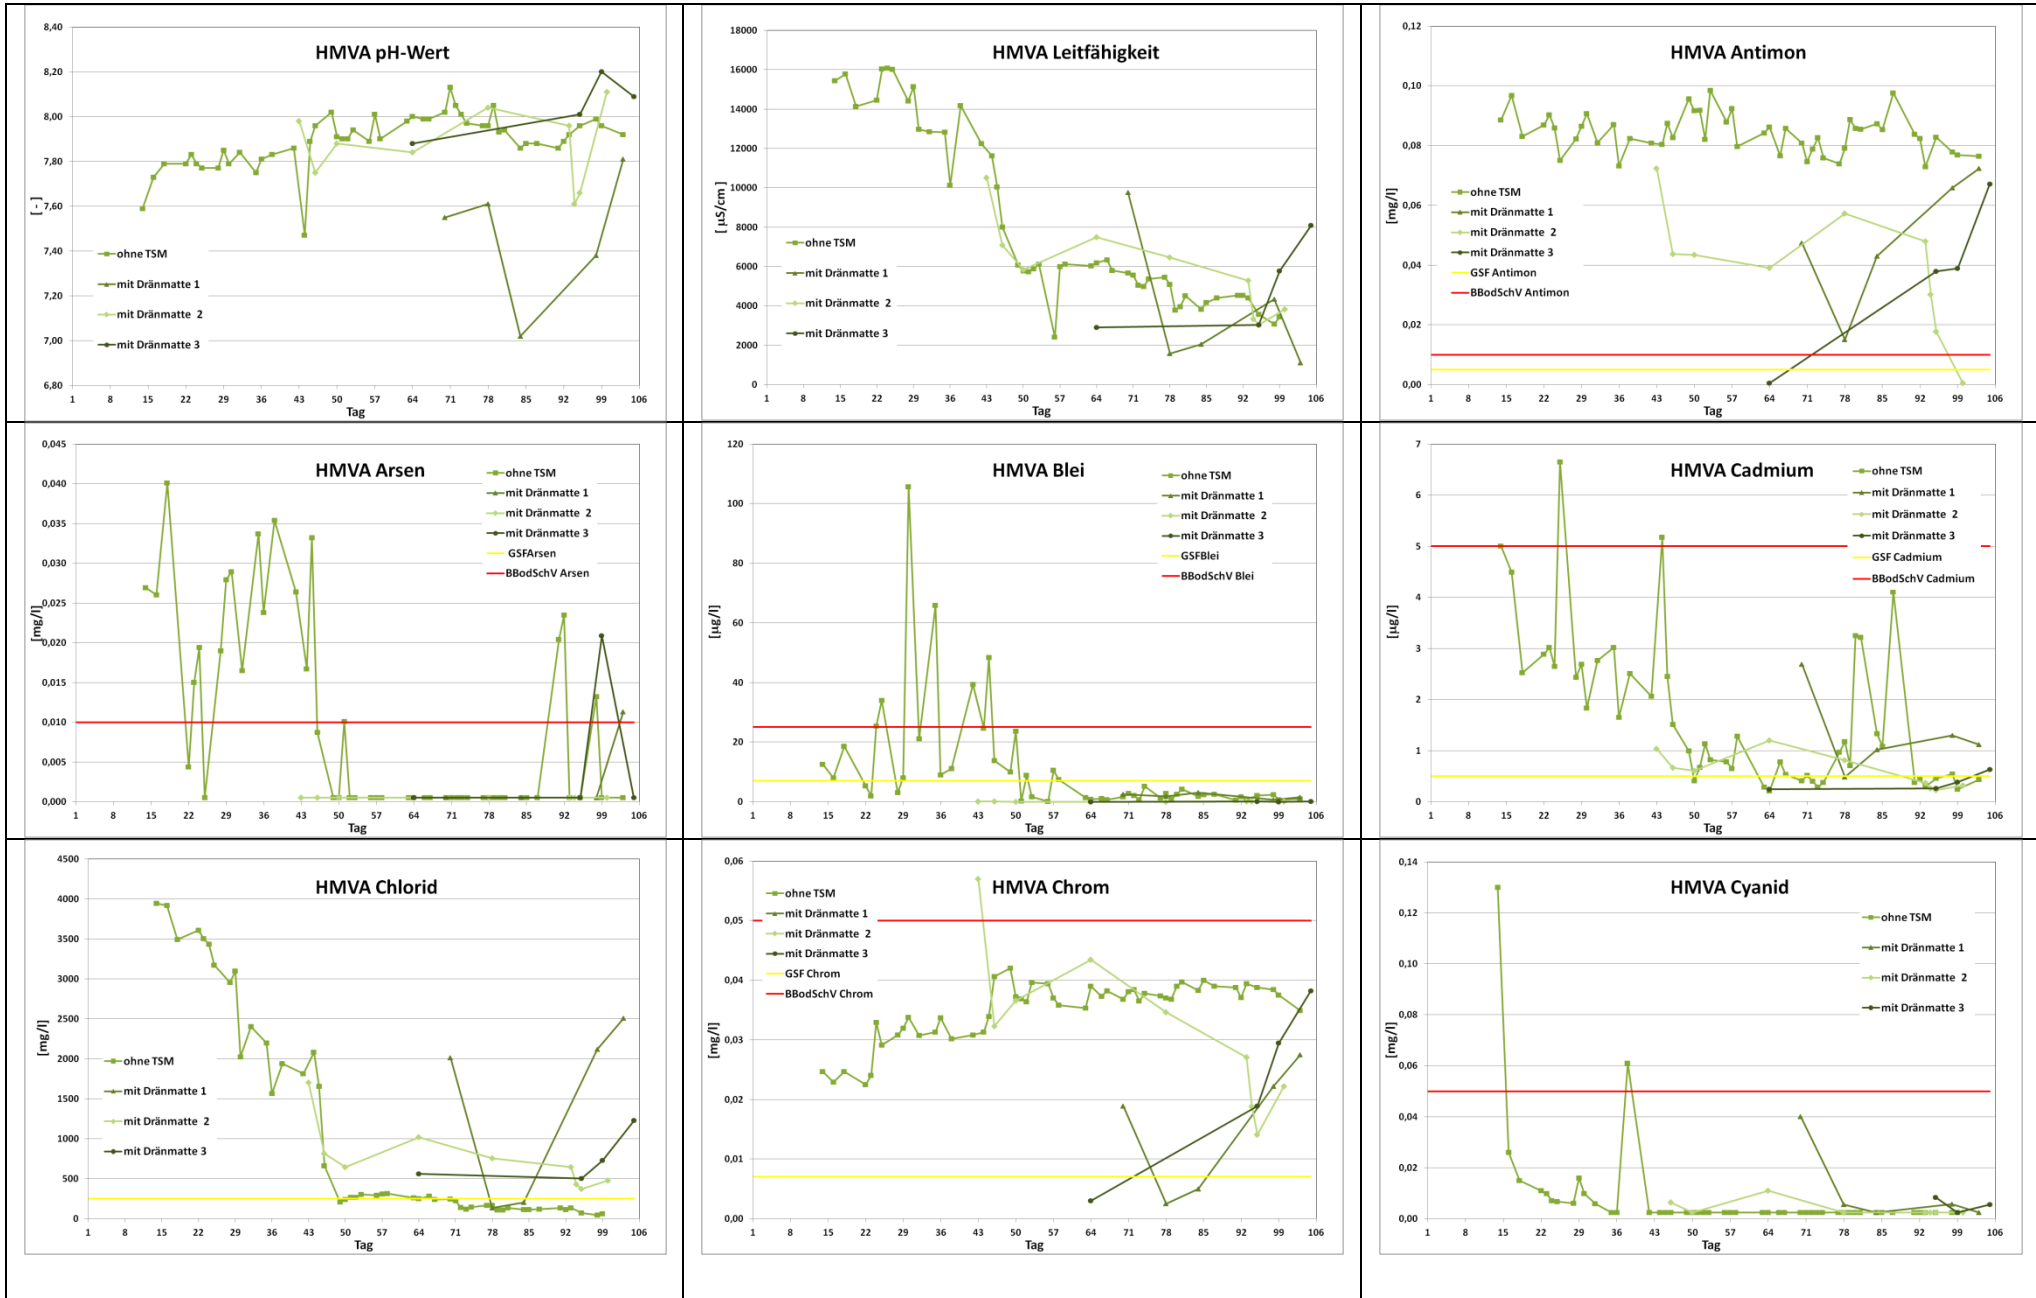 HMVA pH-Wert
8,40
8,20
8,00
7,80
7,60
7,40
7,20
7,00
6,80
[ - ]
ohne TSM
mit Dränmatte 1
mit Dränmatte 2
mit Dränmatte 3
1 8 15 22 29 36 43 50 57 64 71 78 85 92 99 106
Tag
HMVA Leitfähigkeit
18000
16000
14000
12000
10000
8000
6000
4000
2000
0
[ µS/cm ]
ohne TSM
mit Dränmatte 1
mit Dränmatte 2
mit Dränmatte 3
1 8 15 22 29 36 43 50 57 64 71 78 85 92 99 106
Tag
HMVA Antimon
0,12
0,10
0,08
0,06
0,04
0,02
0,00
[mg/l]
ohne TSM
mit Dränmatte 1
mit Dränmatte 2
mit Dränmatte 3
GSF Antimon
BBodSchV Antimon
1 8 15 22 29 36 43 50 57 64 71 78 85 92 99 106
Tag
HMVA Arsen
0,045
0,040
0,035
0,030
0,025
0,020
0,015
0,010
0,005
0,000
[mg/l]
ohne TSM
mit Dränmatte 1
mit Dränmatte 2
mit Dränmatte 3
GSFArsen
BBodSchV Arsen
1 8 15 22 29 36 43 50 57 64 71 78 85 92 99 106
Tag
HMVA Blei
120
100
80
60
40
20
0
[µg/l]
ohne TSM
mit Dränmatte 1
mit Dränmatte 2
mit Dränmatte 3
GSFBlei
BBodSchV Blei
1 8 15 22 29 36 43 50 57 64 71 78 85 92 99 106
Tag
HMVA Cadmium
7
6
5
4
3
2
1
0
[µg/l]
ohne TSM
mit Dränmatte 1
mit Dränmatte 2
mit Dränmatte 3
GSF Cadmium
BBodSchV Cadmium
1 8 15 22 29 36 43 50 57 64 71 78 85 92 99 106
Tag
HMVA Chlorid
4500
4000
3500
3000
2500
2000
1500
1000
500
0
[mg/l]
ohne TSM
mit Dränmatte 1
mit Dränmatte 2
mit Dränmatte 3
1 8 15 22 29 36 43 50 57 64 71 78 85 92 99 106
Tag
HMVA Chrom
0,06
0,05
0,04
0,03
0,02
0,01
0,00
[mg/l]
ohne TSM
mit Dränmatte 1
mit Dränmatte 2
mit Dränmatte 3
GSF Chrom
BBodSchV Chrom
1 8 15 22 29 36 43 50 57 64 71 78 85 92 99 106
Tag
HMVA Cyanid
0,14
0,12
0,10
0,08
0,06
0,04
0,02
0,00
[mg/l]
ohne TSM
mit Dränmatte 1
mit Dränmatte 2
mit Dränmatte 3
1 8 15 22 29 36 43 50 57 64 71 78 85 92 99 106
Tag